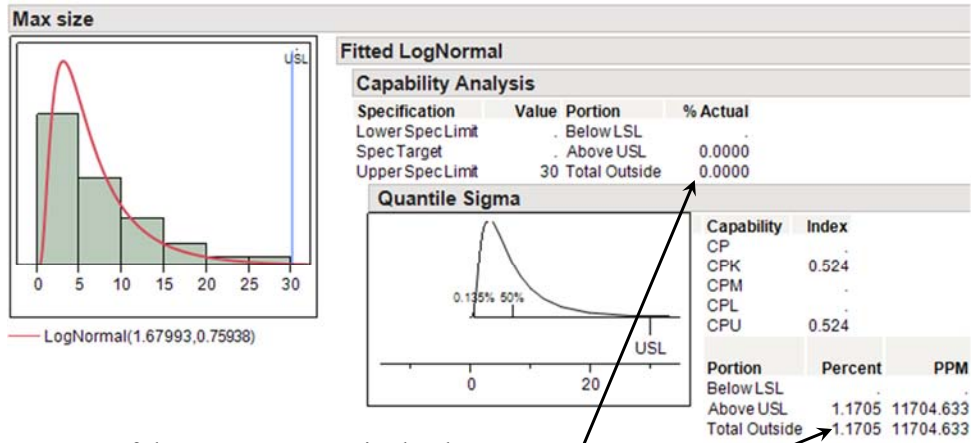 Max size
USL
0 5 10 15 20 25 30
LogNormal(1.67993,0.75938)
Fitted LogNormal
Capability Analysis
Specification Value Portion % Actual
Lower Spec Limit . Below LSL .
Spec Target . Above USL 0.0000
Upper Spec Limit 30 Total Outside 0.0000
Quantile Sigma
0.135% 50%
USL
0 20
Capability Index
CP .
CPK 0.524
CPM .
CPL .
CPU 0.524
Portion Percent PPM
Below LSL . .
Above USL 1.1705 11704.633
Total Outside 1.1705 11704.633